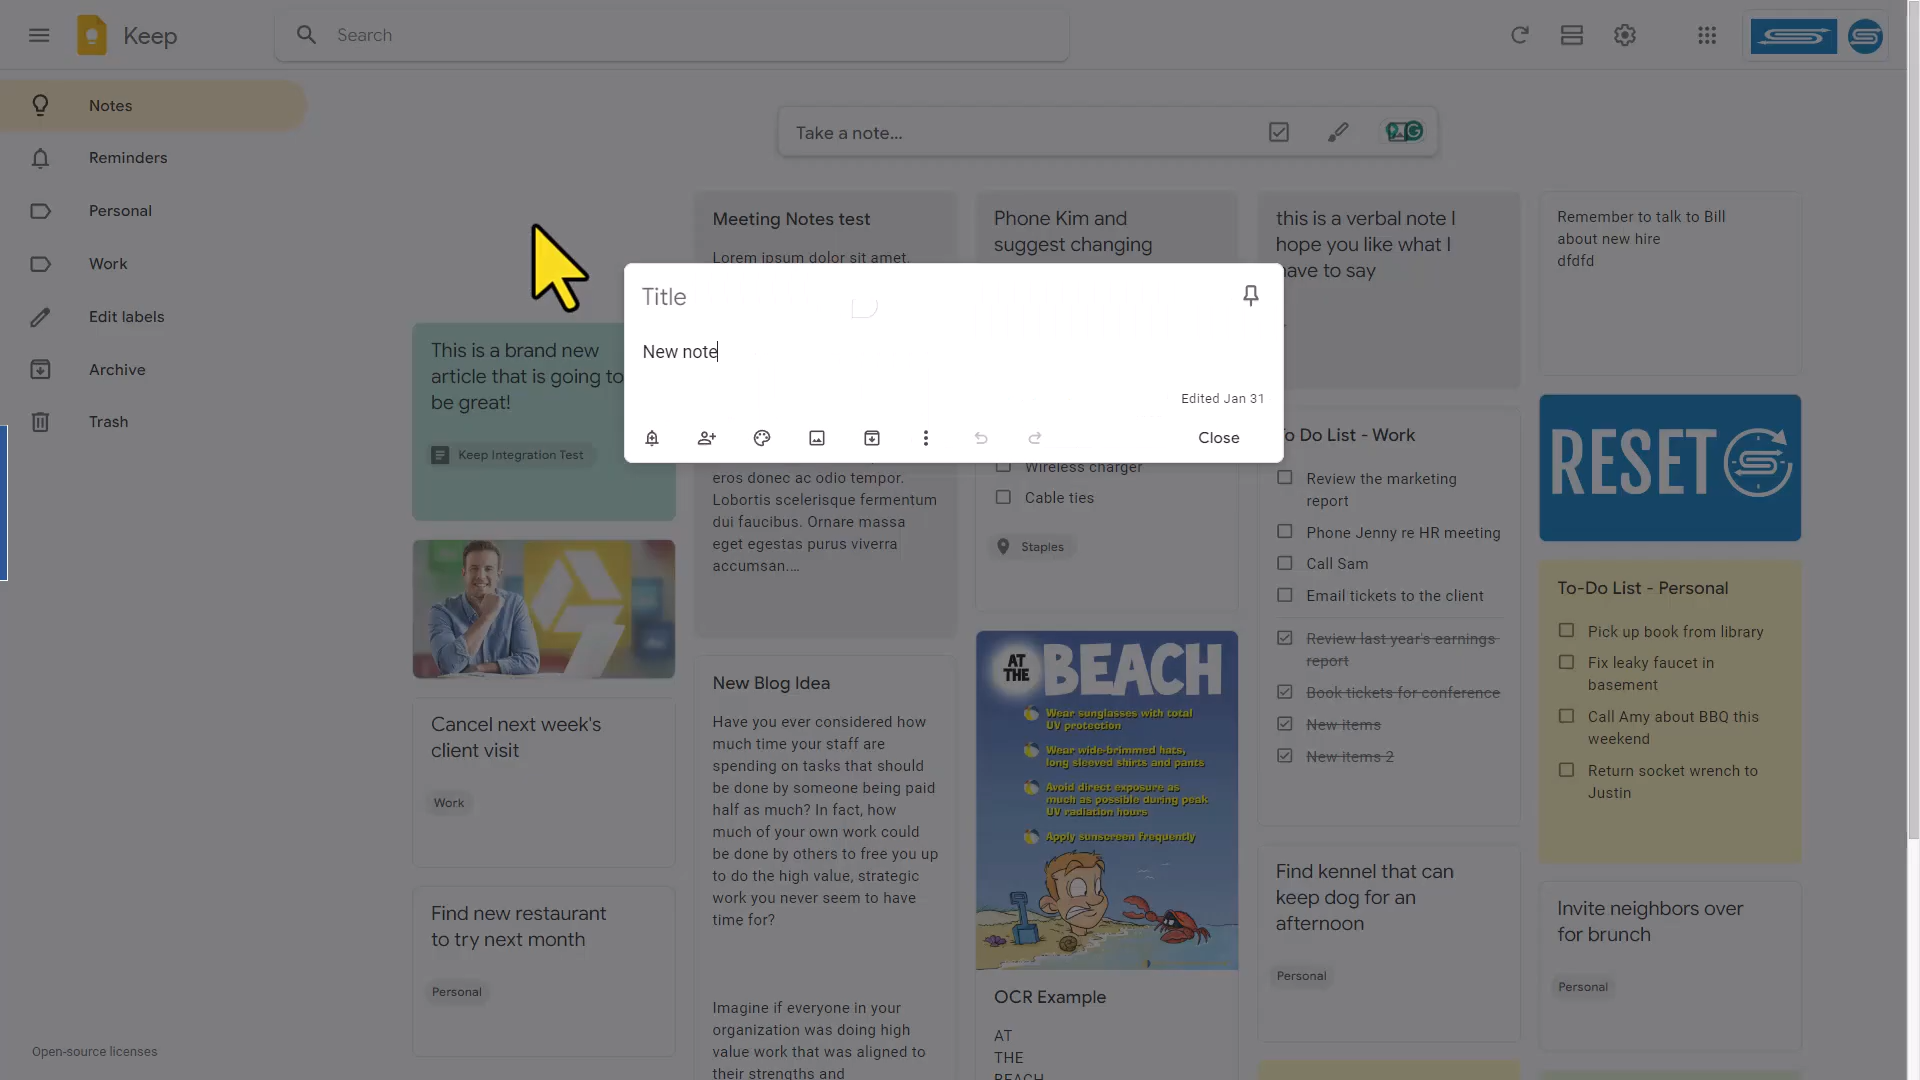 Keep
Search
Notes
Reminders
Personal
Work
Edit labels
Archive
Trash
Open-source licenses
Take a note...
This is a brand new
article that is going to
be great!
Keep Integration Test
Cancel next week's
client visit
Work
Find new restaurant
to try next month
Personal
Meeting Notes test
Lorem ipsum dolor sit amet,
eros donec ac odio tempor.
Lobortis scelerisque fermentum
dui faucibus. Ornare massa
eget egestas purus viverra
accumsan....
New Blog Idea
Have you ever considered how
much time your staff are
spending on tasks that should
be done by someone being paid
half as much? In fact, how
much of your own work could
be done by others to free you up
to do the high value, strategic
work you never seem to have
time for?
Imagine if everyone in your
organization was doing high
value work that was aligned to
their strengths and
Title
New note
Edited Jan 31
Close
Phone Kim and
suggest changing
Wireless charger
Cable ties
Staples
AT
THE
BEACH
Wear sunglasses with total
UV protection
Wear wide-brimmed hats,
long sleeved shirts and pants
Avoid direct exposure as
much as possible during peak
UV radiation hours
Apply sunscreen frequently
OCR Example
AT
THE
BEACH
this is a verbal note I
hope you like what I
have to say
To Do List - Work
Review the marketing
report
Phone Jenny re HR meeting
Call Sam
Email tickets to the client
Review last year's earnings
report
Book tickets for conference
New items
New items 2
Find kennel that can
keep dog for an
afternoon
Personal
Remember to talk to Bill
about new hire
dfdfd
RESET
To-Do List - Personal
Pick up book from library
Fix leaky faucet in
basement
Call Amy about BBQ this
weekend
Return socket wrench to
Justin
Invite neighbors over
for brunch
Personal